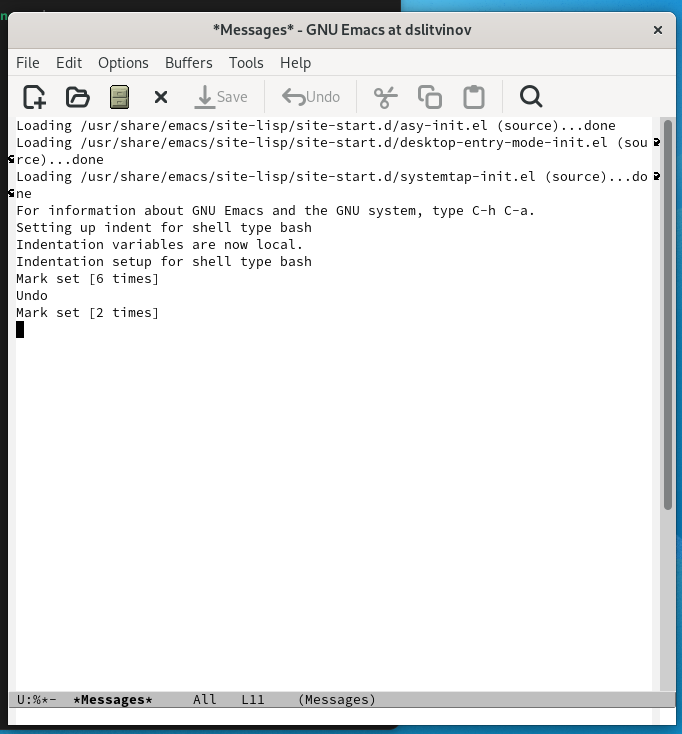 *Messages* - GNU Emacs at dslitvinov
File Edit Options Buffers Tools Help
Save Undo
Loading /usr/share/emacs/site-lisp/site-start.d/asy-init.el (source)...done
Loading /usr/share/emacs/site-lisp/site-start.d/desktop-entry-mode-init.el (sou
rce)...done
Loading /usr/share/emacs/site-lisp/site-start.d/systemtap-init.el (source)...do
ne
For information about GNU Emacs and the GNU system, type C-h C-a.
Setting up indent for shell type bash
Indentation variables are now local.
Indentation setup for shell type bash
Mark set [6 times]
Undo
Mark set [2 times]
U:%*- *Messages* All L11 (Messages)